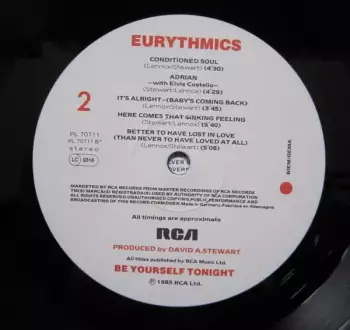 EURYTHMICS
CONDITIONED SOUL
(Lennox/Stewart) (4'30)
ADRIAN
—with Elvis Costello—
(Stewart/Lennox) (4'29)
2
IT'S ALRIGHT—(BABY'S COMING BACK)
(Lennox/Stewart) (3'45)
HERE COMES THAT SINKING FEELING
(Stewart/Lennox) (5'40)
BETTER TO HAVE LOST IN LOVE
(THAN NEVER TO HAVE LOVED AT ALL)
(Lennox/Stewart) (5'06)
PL 70711
PL 70711 B
stereo
LC 0316
BIEM/GEMA
MARKETED BY RCA RECORDS FROM MASTER RECORDINGS OF RCA RECORDS
TM(S) MARCA(S) REGISTRADA(S) USED BY AUTHORITY OF RCA CORPORATION.
ALL RIGHTS RESERVED. UNAUTHORISED COPYING, PUBLIC PERFORMANCE AND
BROADCASTING OF THIS RECORD FORBIDDEN. Made in Germany. Fabriqué en Allemagne
All timings are approximate
RCA
PRODUCED by DAVID A. STEWART
All titles published by RCA Music Ltd.
BE YOURSELF TONIGHT
℗ 1985 RCA Ltd.